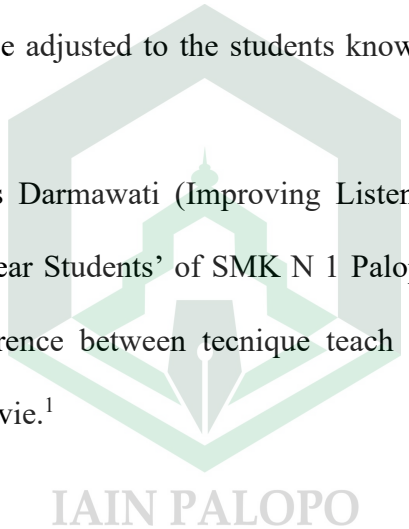 e adjusted to the students know
s Darmawati (Improving Listen
ear Students’ of SMK N 1 Palop
rence between tecnique teach
vie.1
IAIN PALOPO